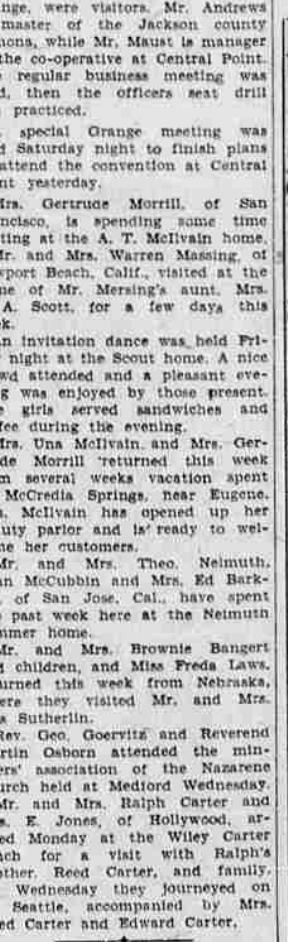 nge, were visitors. Mr. Andrews
master of the Jackson county
mons, while Mr. Maust is manager
the co-operative at Central Point.
e regular business meeting was
d, then the officers seat drill
practiced.
special Grange meeting was
d Saturday night to finish plans
attend the convention at Central
nt yesterday.
Mrs. Gertrude Morrill, of San
ncisco, is spending some time
ting at the A. T. McIlvain home.
Mr. and Mrs. Warren Massing, of
wport Beach, Calif., visited at the
me of Mr. Mersing's aunt, Mrs.
A. Scott, for a few days this
ek.
An invitation dance was held Fri-
night at the Scout home. A nice
wd attended and a pleasant eve-
g was enjoyed by those present.
e girls served sandwiches and
fee during the evening.
Mrs. Una McIlvain and Mrs. Ger-
de Morrill returned this week
m several weeks vacation spent
McCredia Springs, near Eugene.
s. McIlvain has opened up her
uty parlor and is ready to wel-
me her customers.
Mr. and Mrs. Theo. Neimuth,
an McCubbin and Mrs. Ed Bark-
, of San Jose, Cal., have spent
e past week here at the Neimuth
mmer home.
Mr. and Mrs. Brownie Bangert
d children, and Miss Freda Laws,
urned this week from Nebraska,
ere they visited Mr. and Mrs.
s Sutherlin.
Rev. Geo. Goervitz and Reverend
rtin Osborn attended the min-
ers' association of the Nazarene
urch held at Medford Wednesday.
Mr. and Mrs. Ralph Carter and
s. E. Jones, of Hollywood, ar-
ed Monday at the Wiley Carter
nch for a visit with Ralph's
other, Reed Carter, and family.
Wednesday they journeyed on
Seattle, accompanied by Mrs.
ed Carter and Edward Carter.